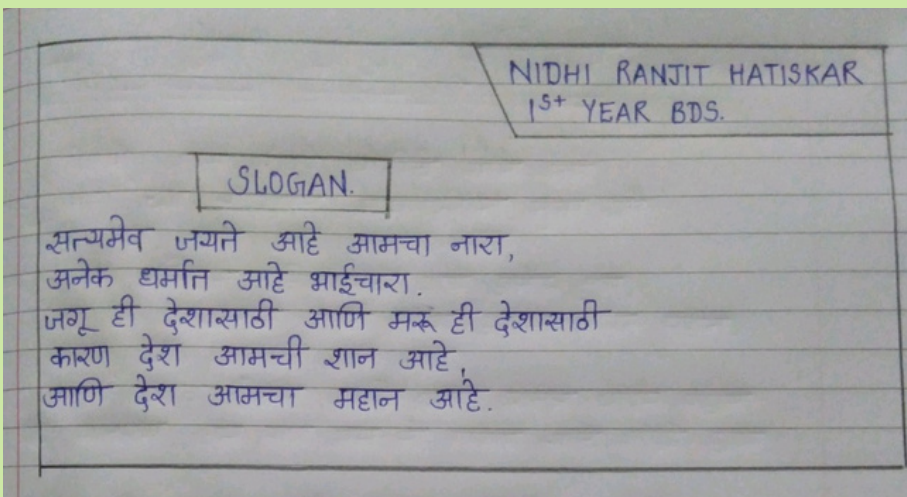 NIDHI RANJIT HATISKAR
1st YEAR BDS.
SLOGAN.
सत्यमेव जयते आहे आमचा नारा,
अनेक धर्मात आहे भाईचारा.
जगू ही देशासाठी आणि मरू ही देशासाठी
कारण देश आमची शान आहे,
आणि देश आमचा महान आहे.